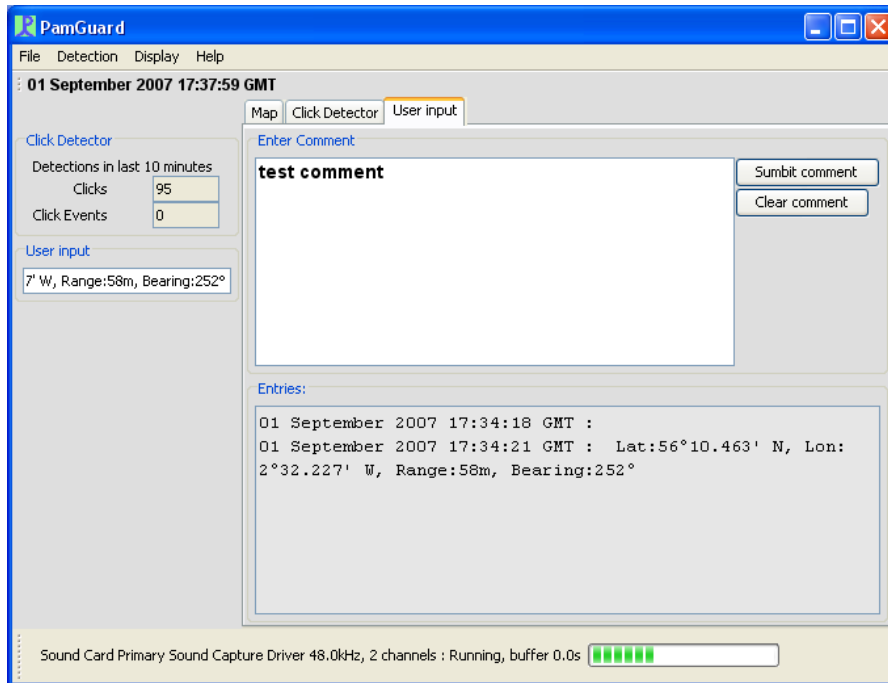 PamGuard
File Detection Display Help
01 September 2007 17:37:59 GMT
Map Click Detector User input
Click Detector
Detections in last 10 minutes
Clicks 95
Click Events 0
User input
7' W, Range:58m, Bearing:252°
Enter Comment
test comment
Sumbit comment
Clear comment
Entries:
01 September 2007 17:34:18 GMT :
01 September 2007 17:34:21 GMT :  Lat:56°10.463' N, Lon:
2°32.227' W, Range:58m, Bearing:252°
Sound Card Primary Sound Capture Driver 48.0kHz, 2 channels : Running, buffer 0.0s